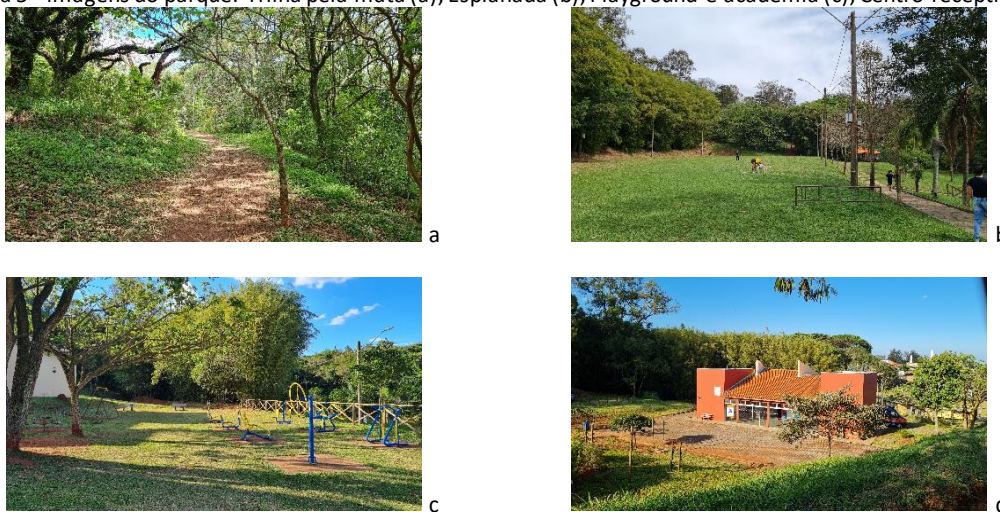 Imagens do parque: Trilha pela mata (a), Esplanada (b), Playground e academia (c), Centro
a
b
c